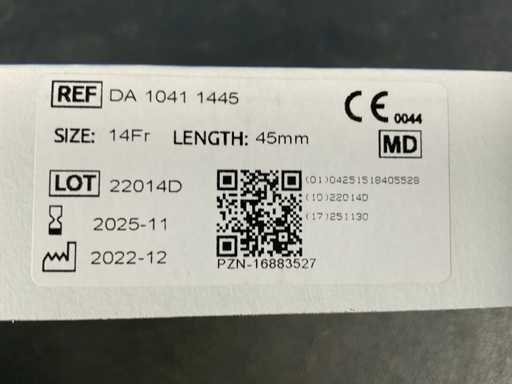 REF DA 1041 1445
CE 0044
SIZE: 14Fr LENGTH: 45mm
MD
LOT 22014D
(01)04251518405528
(10)22014D
(17)251130
2025-11
2022-12
PZN-16883527